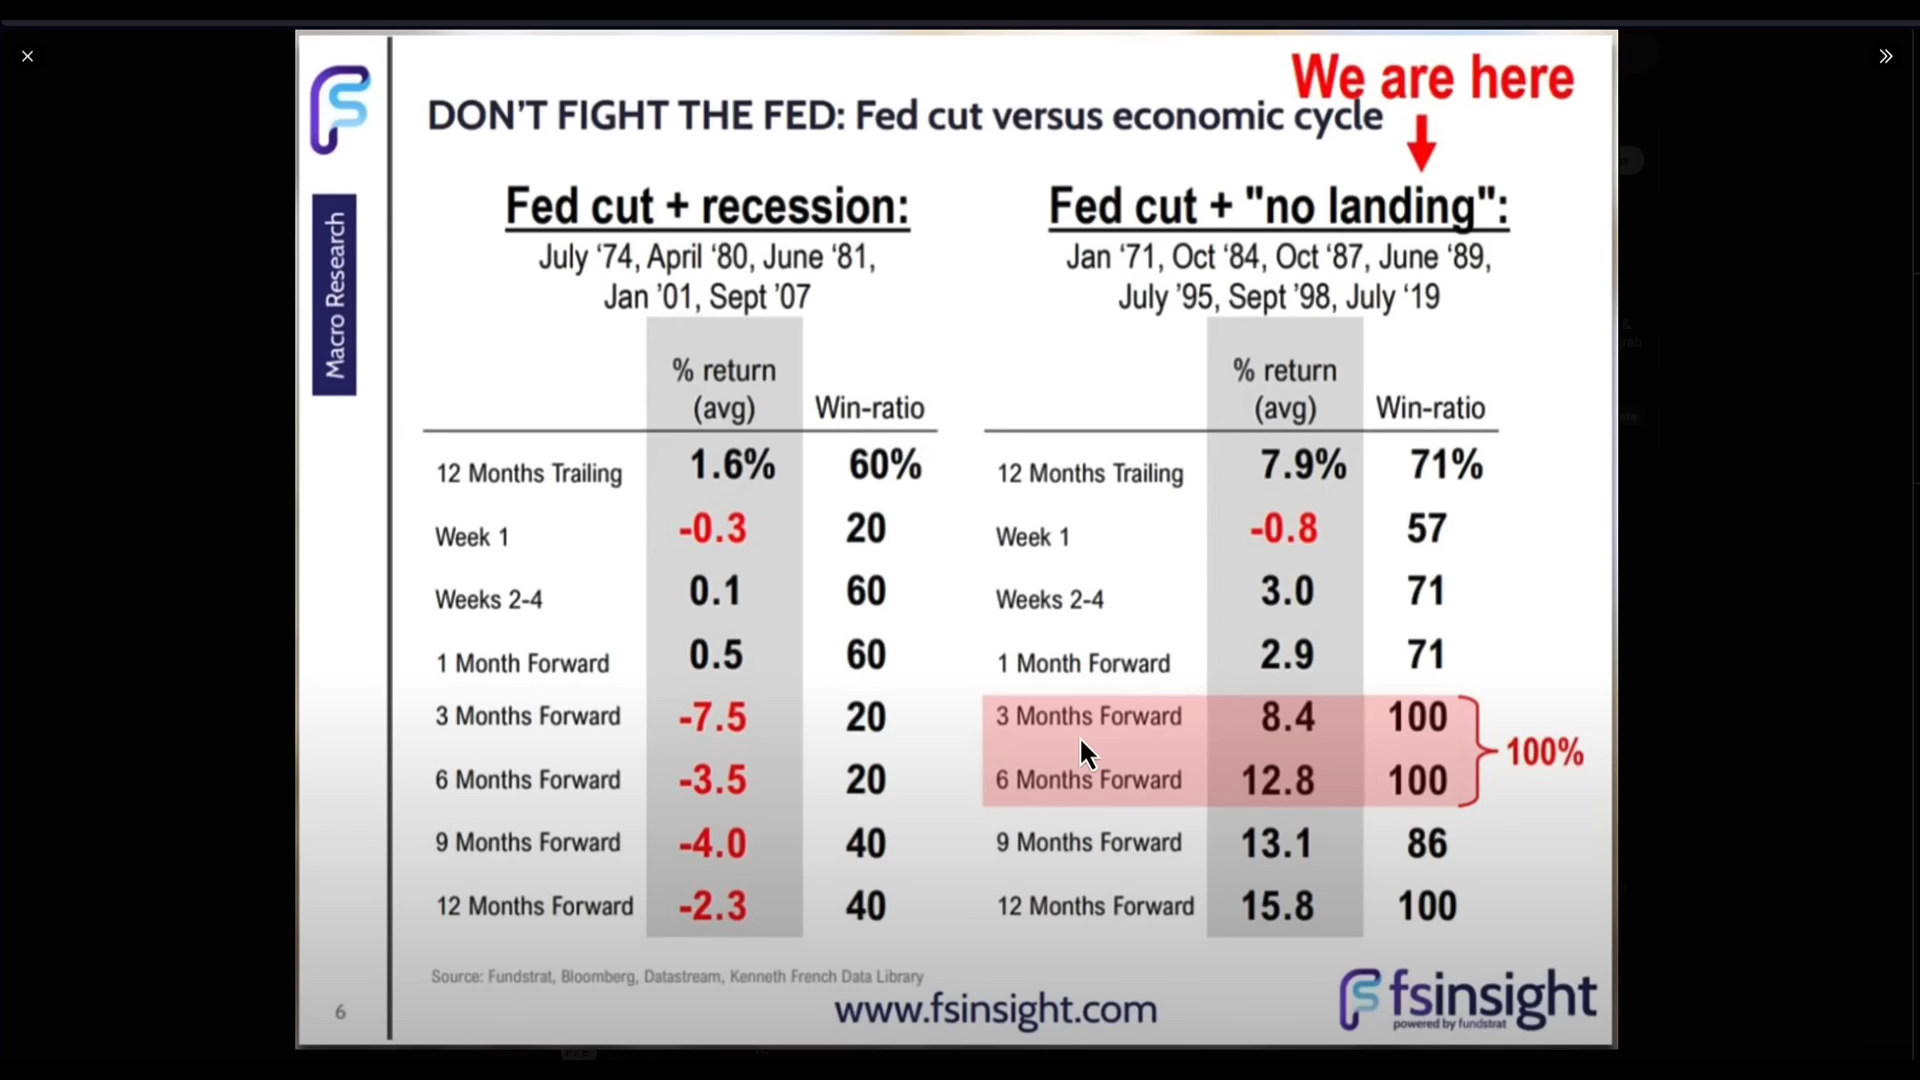 We are here
DON'T FIGHT THE FED: Fed cut versus economic cycle
Macro Research
Fed cut + recession:
July ‘74, April ‘80, June ‘81,
Jan ’01, Sept ’07
% return
(avg) Win-ratio
12 Months Trailing 1.6% 60%
Week 1 -0.3 20
Weeks 2-4 0.1 60
1 Month Forward 0.5 60
3 Months Forward -7.5 20
6 Months Forward -3.5 20
9 Months Forward -4.0 40
12 Months Forward -2.3 40
Fed cut + "no landing":
Jan ‘71, Oct ‘84, Oct ‘87, June ‘89,
July ’95, Sept ’98, July ‘19
% return
(avg) Win-ratio
12 Months Trailing 7.9% 71%
Week 1 -0.8 57
Weeks 2-4 3.0 71
1 Month Forward 2.9 71
3 Months Forward 8.4 100
6 Months Forward 12.8 100
100%
9 Months Forward 13.1 86
12 Months Forward 15.8 100
Source: Fundstrat, Bloomberg, Datastream, Kenneth French Data Library
6
www.fsinsight.com
fsinsight
powered by fundstrat